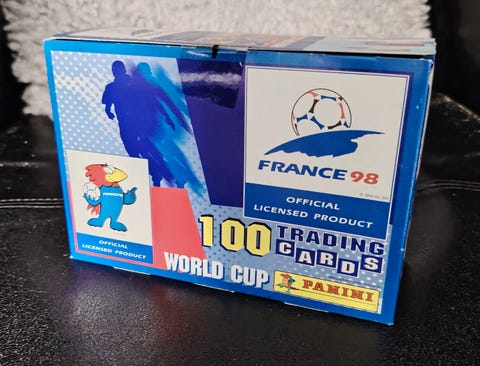 FRANCE 98
OFFICIAL
LICENSED PRODUCT
OFFICIAL
LICENSED PRODUCT
100 TRADING
CARDS
WORLD CUP
PANINI